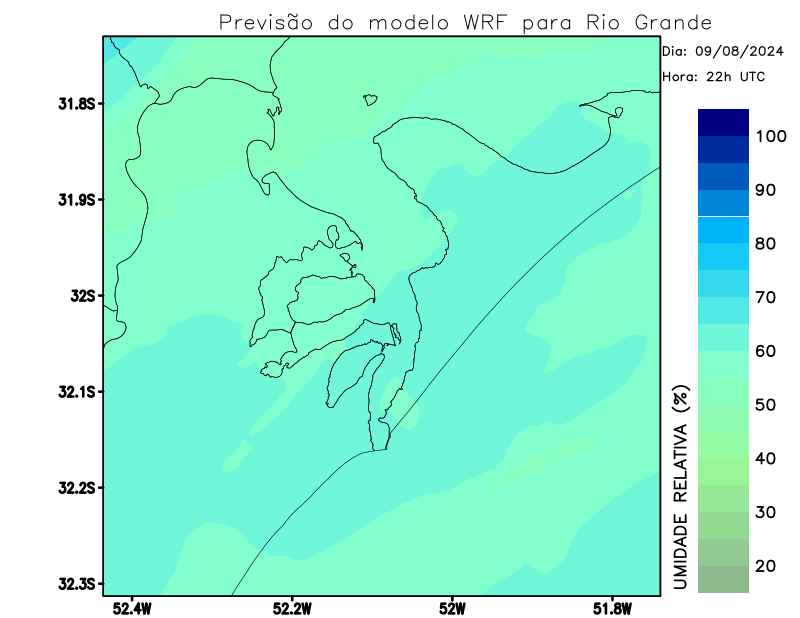 Previsão do modelo WRF para Rio Grande
Dia: 09/08/2024
Hora: 22h UTC
31.8S
31.9S
32S
32.1S
32.2S
32.3S
52.4W
52.2W
52W
51.8W
100
90
80
70
60
50
40
30
20
UMIDADE RELATIVA (%)